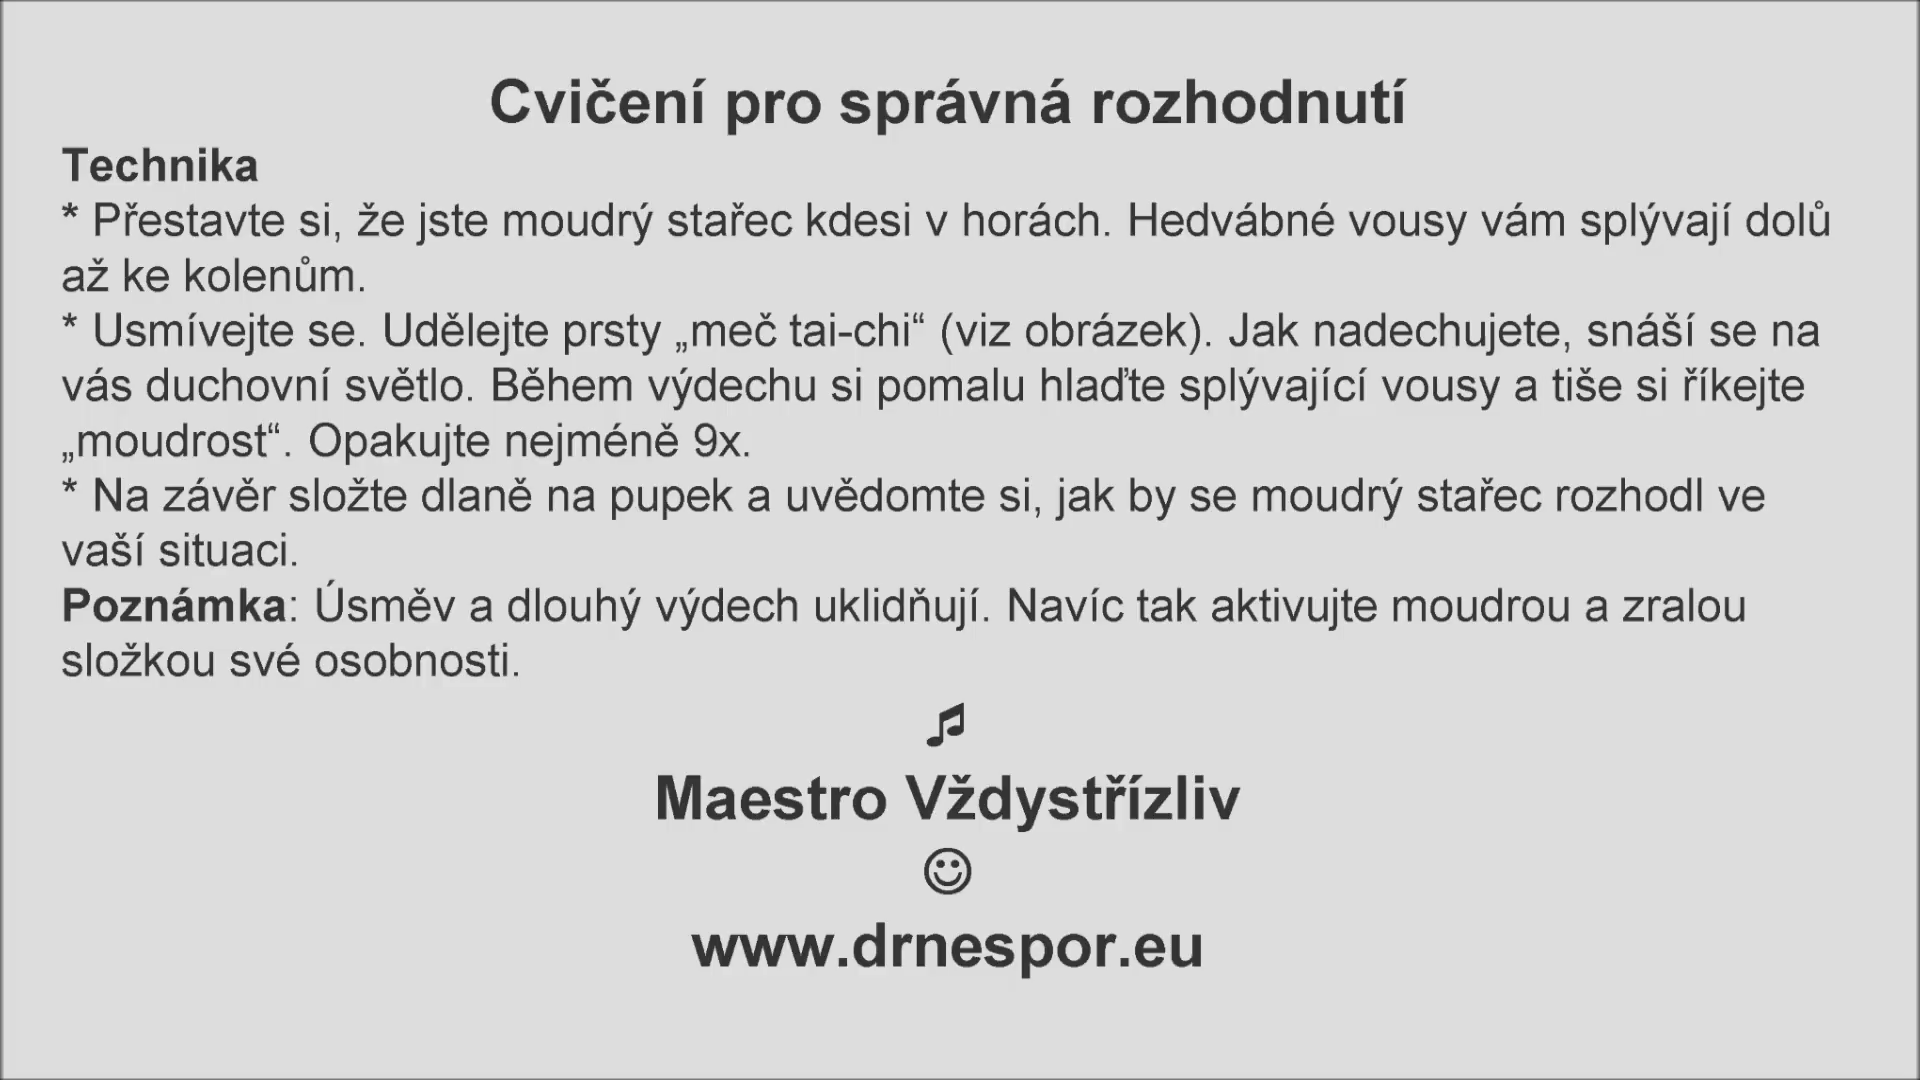 Cvičení pro správná rozhodnutí
Technika
* Přestavte si, že jste moudrý stařec kdesi v horách. Hedvábné vousy vám splývají dolů
až ke kolenům.
* Usmívejte se. Udělejte prsty „meč tai-chi“ (viz obrázek). Jak nadechujete, snáší se na
vás duchovní světlo. Během výdechu si pomalu hlaďte splývající vousy a tiše si říkejte
„moudrost“. Opakujte nejméně 9x.
* Na závěr složte dlaně na pupek a uvědomte si, jak by se moudrý stařec rozhodl ve
vaší situaci.
Poznámka: Úsměv a dlouhý výdech uklidňují. Navíc tak aktivujte moudrou a zralou
složkou své osobnosti.
♫
Maestro Vždystřízliv
☺
www.drnespor.eu